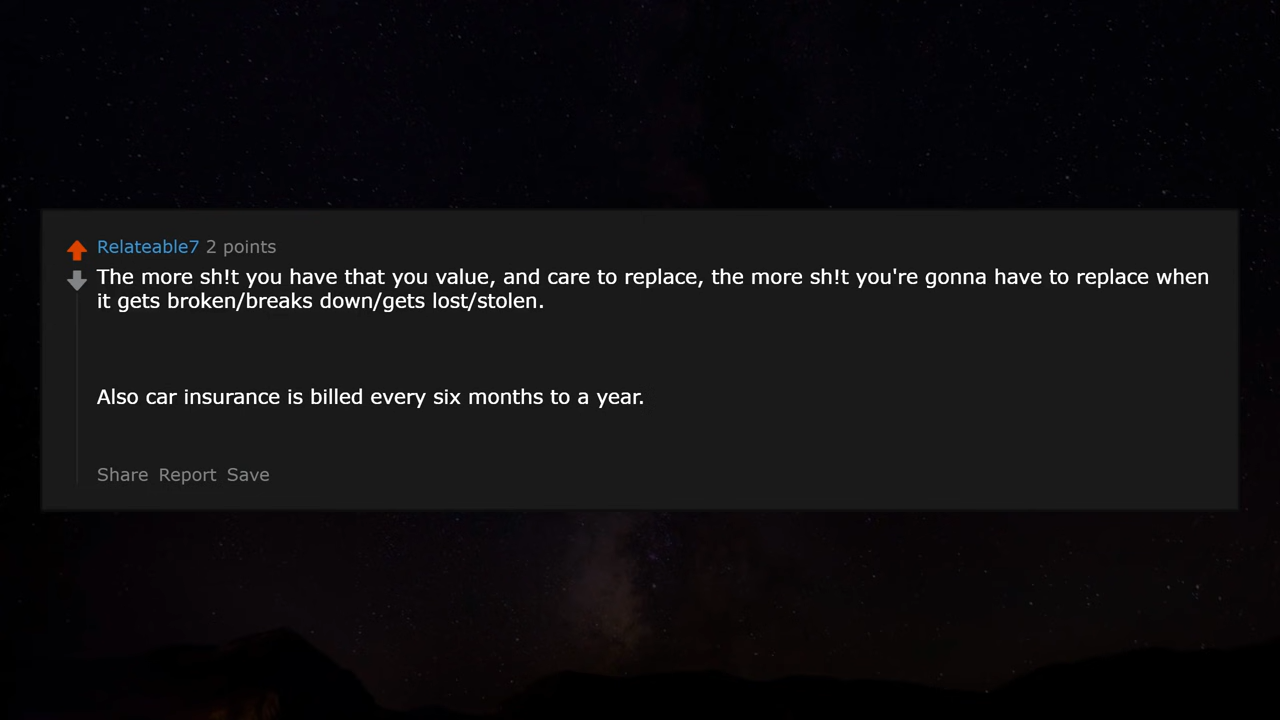 Relateable7 2 points
The more sh!t you have that you value, and care to replace, the more sh!t you're gonna have to replace when
it gets broken/breaks down/gets lost/stolen.
Also car insurance is billed every six months to a year.
Share Report Save